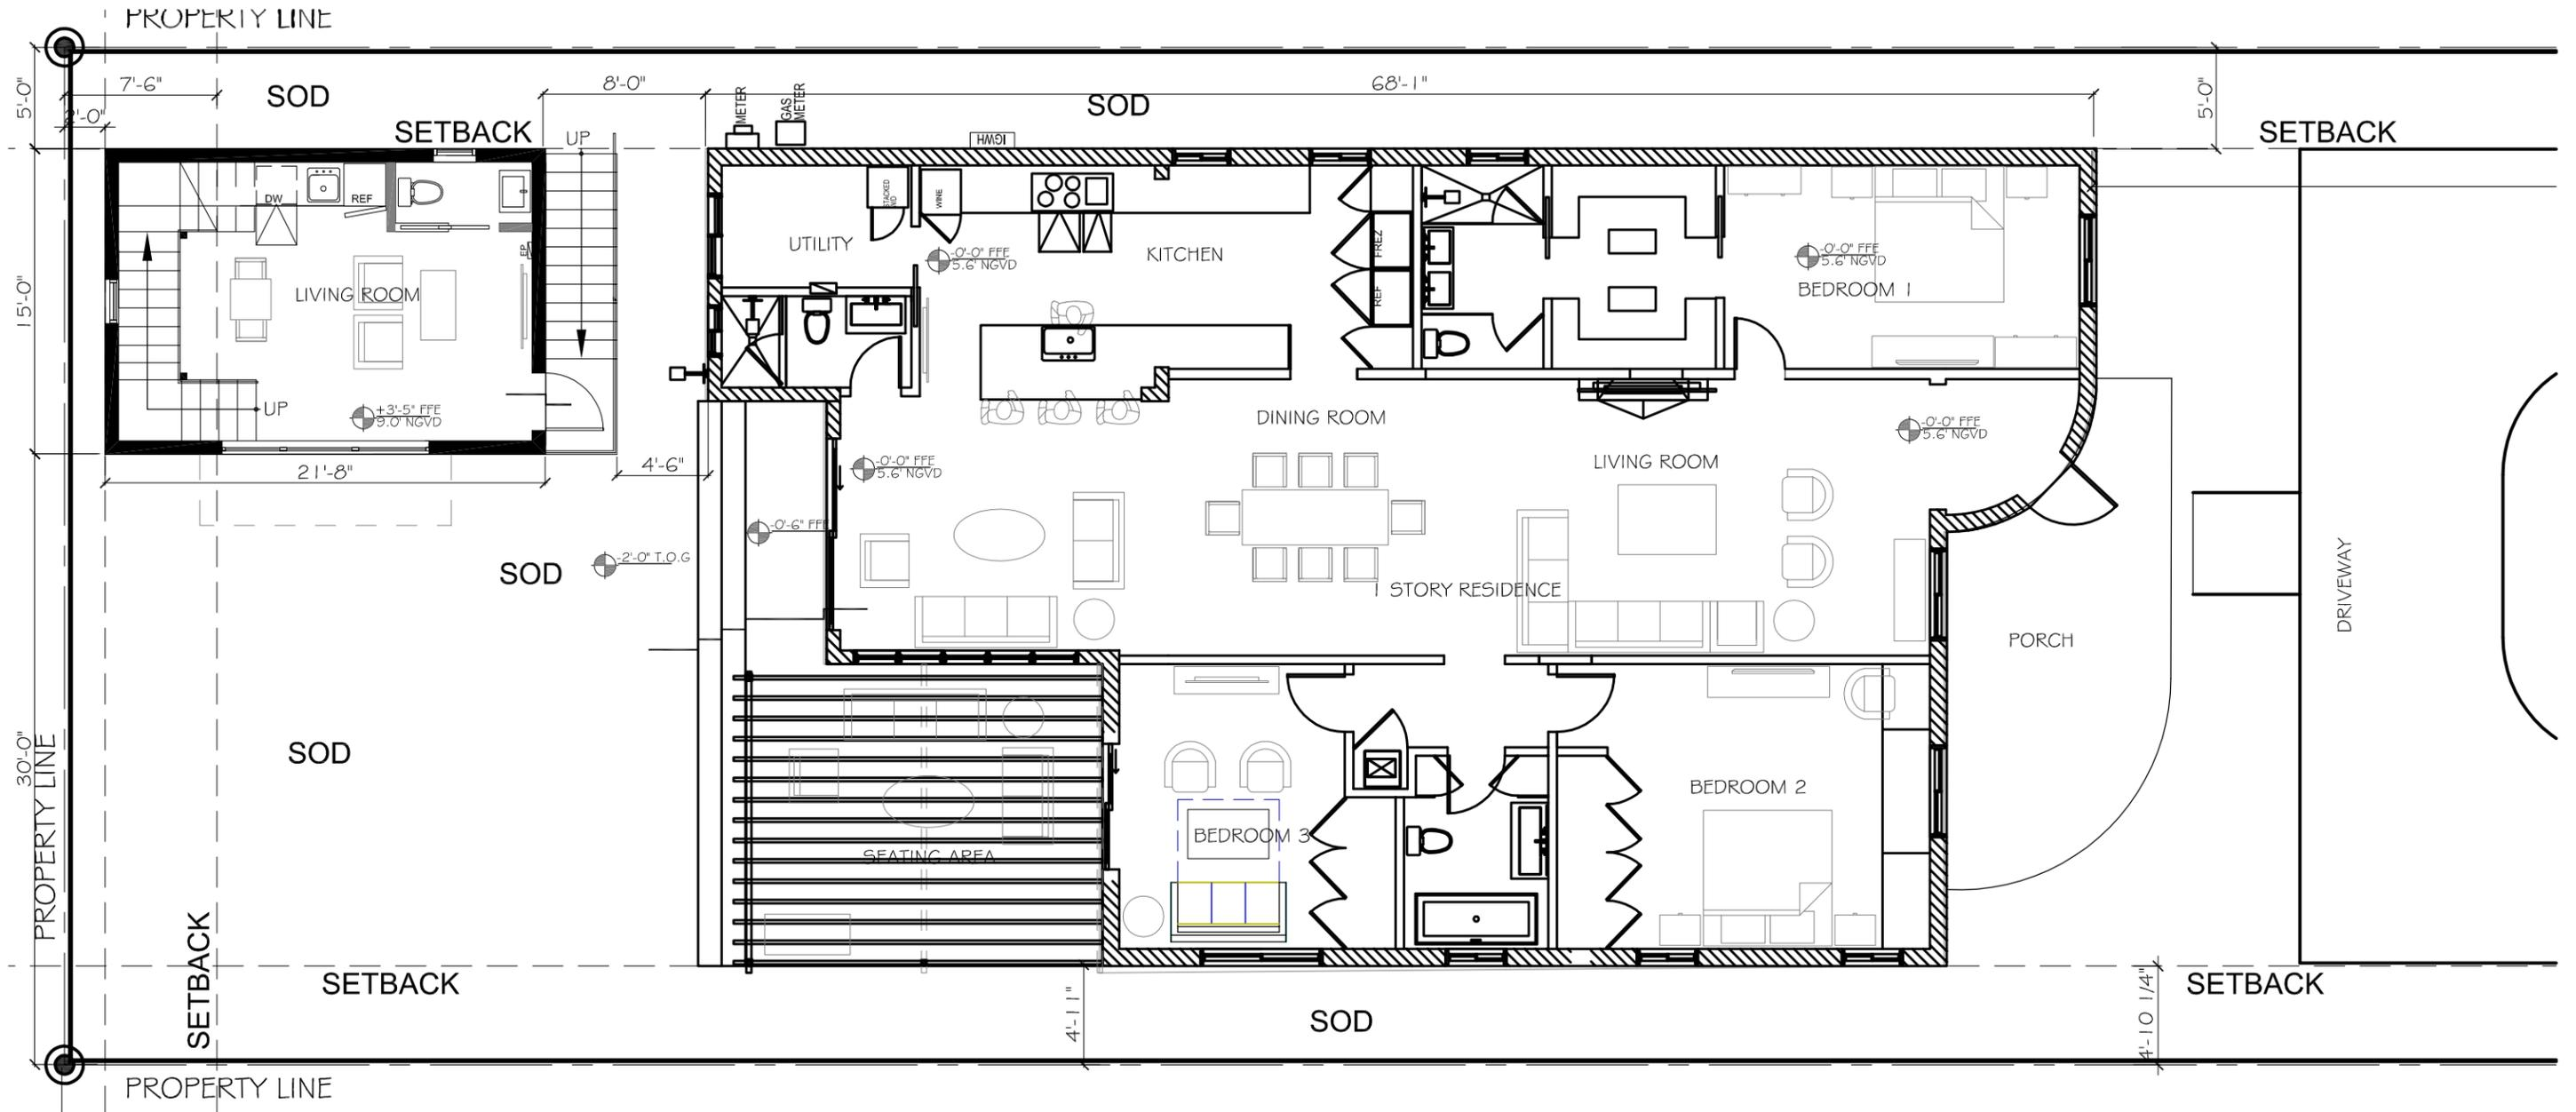 PROPERTY LINE
7'-6"
SOD
8'-0"
68'-1"
SOD
5'-0"
5'-0"
METER
GAS
METER
SETBACK
UP
IGWH
SETBACK
DW
REF
STACKED
W/D
WINE
UTILITY
-0'-0" FFE
5.6' NGVD
KITCHEN
FREZ
REF
-0'-0" FFE
5.6' NGVD
BEDROOM 1
EP
LIVING ROOM
15'-0"
UP
+3'-5" FFE
9.0' NGVD
DINING ROOM
-0'-0" FFE
5.6' NGVD
21'-8"
4'-6"
-0'-0" FFE
5.6' NGVD
LIVING ROOM
-0'-6" FFE
-2'-0" T.O.G
SOD
1 STORY RESIDENCE
DRIVEWAY
PORCH
SOD
30'-0"
PROPERTY LINE
BEDROOM 2
BEDROOM 3
SEATING AREA
SETBACK
SETBACK
SETBACK
4'-11"
SOD
4'-10 1/4"
PROPERTY LINE